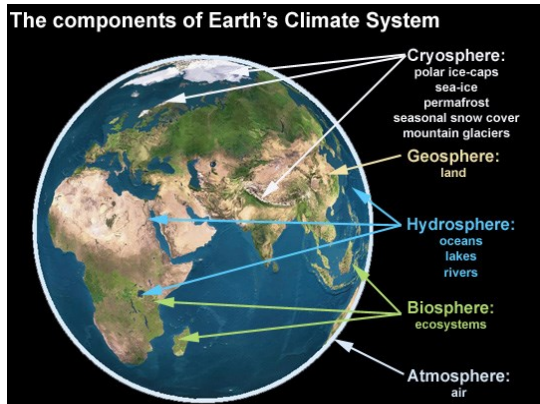 The components of Earth's Climate System
Cryosphere:
polar ice-caps
sea-ice
permafrost
seasonal snow cover
mountain glaciers
Geosphere:
land
Hydrosphere:
oceans
lakes
rivers
Biosphere:
ecosystems
Atmosphere:
air